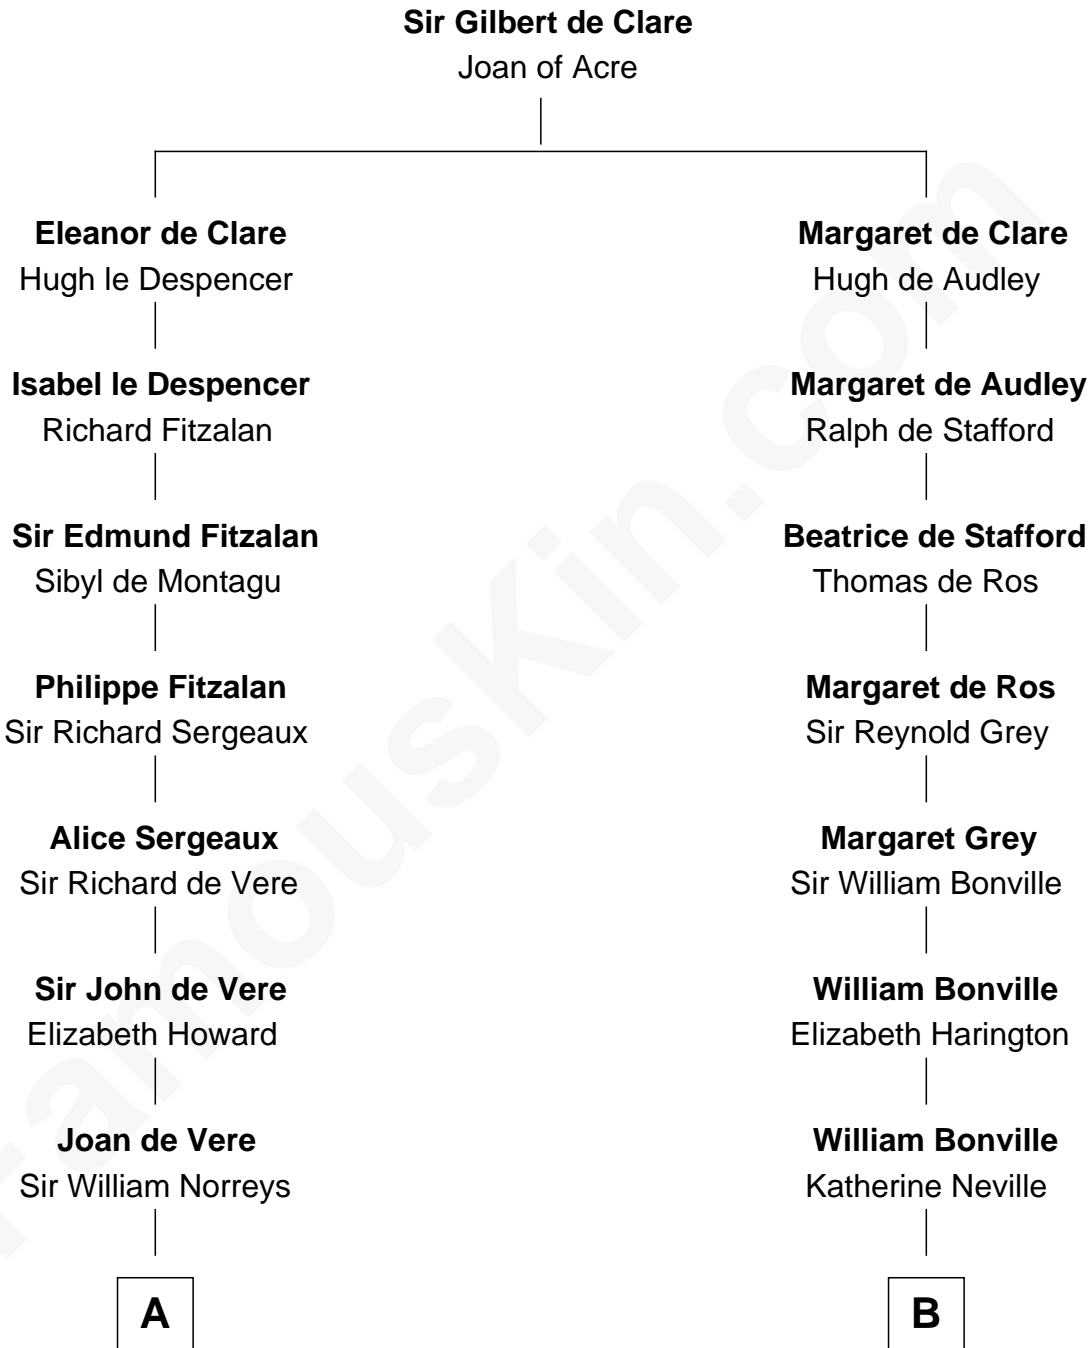 Sir Gilbert de Clare
Joan of Acre
Eleanor de Clare
Hugh le Despencer
Margaret de Clare
Hugh de Audley
Isabel le Despencer
Richard Fitzalan
Margaret de Audley
Ralph de Stafford
Sir Edmund Fitzalan
Sibyl de Montagu
Beatrice de Stafford
Thomas de Ros
Philippe Fitzalan
Sir Richard Sergeaux
Margaret de Ros
Sir Reynold Grey
Alice Sergeaux
Sir Richard de Vere
Margaret Grey
Sir William Bonville
Sir John de Vere
Elizabeth Howard
William Bonville
Elizabeth Harington
Joan de Vere
Sir William Norreys
William Bonville
Katherine Neville
A
B
FamousKin.com